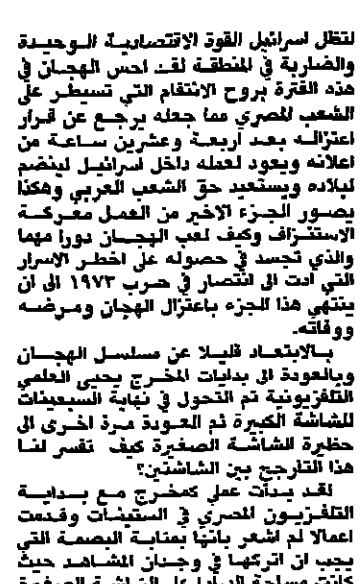 لتظل اسرائيل القوة الاقتصادية الوحيدة
والضاربة في المنطقة لقد احس الهجان في
هذه الفترة بروح الانتقام التي تسيطر على
الشعب المصري مما جعله يرجع عن قرار
اعتزاله بعد اربعة وعشرين ساعة من
اعلانه ويعود لعمله داخل اسرائيل لينضم
لبلاده ويستعيد حق الشعب العربي وهكذا
يصور الجزء الاخير من العمل معركة
الاستنزاف وكيف لعب الهجان دورا مهما
والذي تجسد في حصوله على اخطر الاسرار
التي ادت الى انتصار في حرب ١٩٧٣ الى ان
ينتهي هذا الجزء باعتزال الهجان ومرضه
ووفاته.
بالابتعاد قليلا عن مسلسل الهجان
وبالعودة الى بدايات المخرج يحيى العلمي
التلفزيونية ثم التحول في نهاية السبعينات
للشاشة الكبيرة ثم العودة مرة اخرى الى
حظيرة الشاشة الصغيرة كيف تفسر لنا
هذا التارجح بين الشاشتين؟
لقد بدأت عملي كمخرج مع بداية
التلفزيون المصري في الستينات وقدمت
اعمالا لم اشعر بانها بمثابة البصمة التي
يجب ان اتركها في وجدان المشاهد حيث
كانت مساحة الدراما على الشاشة الصغيرة